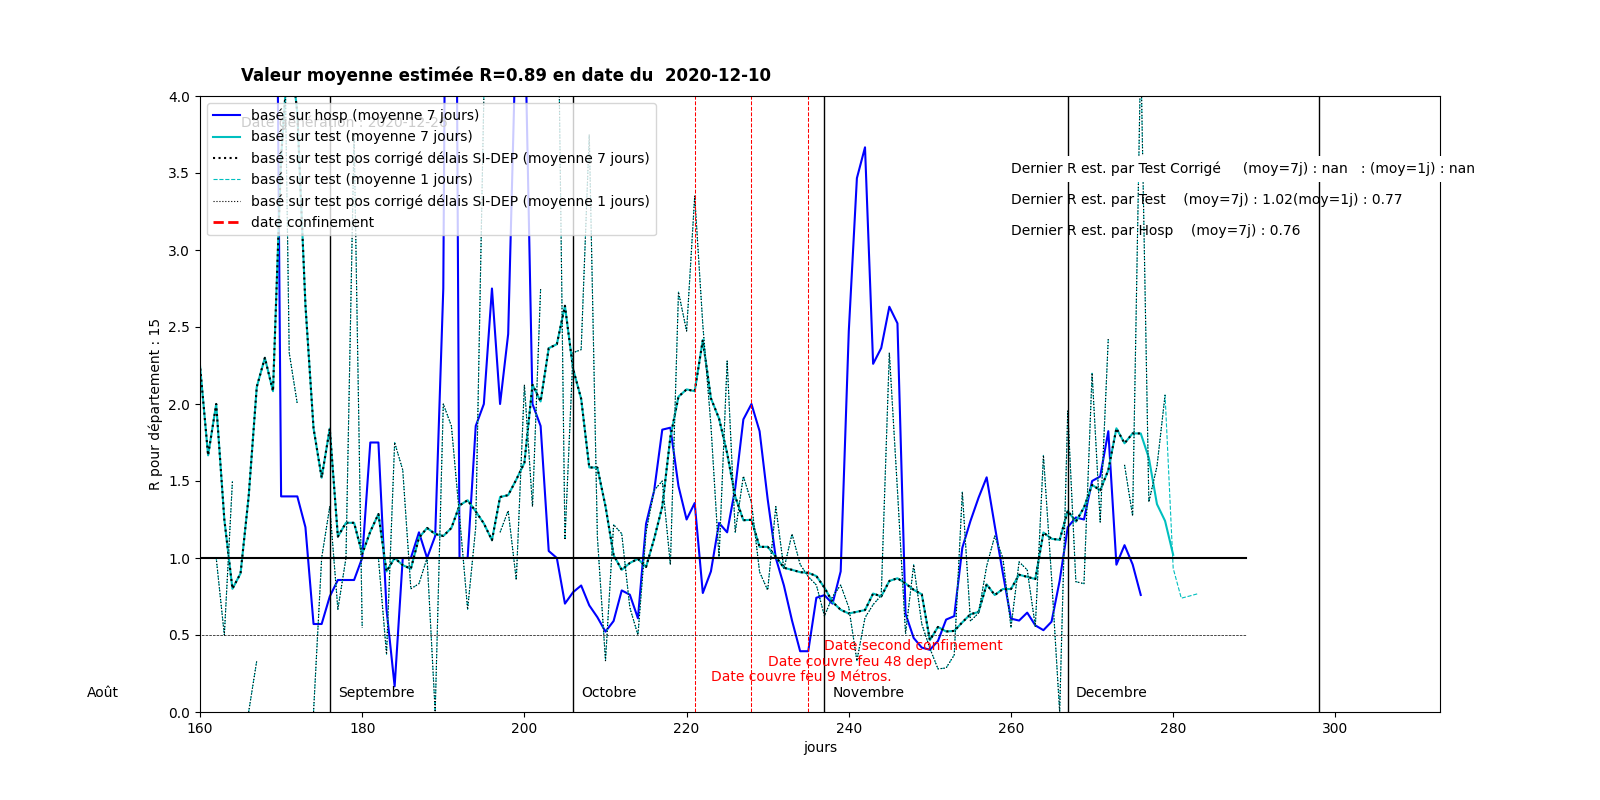 Valeur moyenne estimée R=0.89 en date du  2020-12-10
4.0
3.5
3.0
2.5
2.0
1.5
1.0
0.5
0.0
R pour département : 15
basé sur hosp (moyenne 7 jours)
basé sur test (moyenne 7 jours)
basé sur test pos corrigé délais SI-DEP (moyenne 7 jours)
basé sur test (moyenne 1 jours)
basé sur test pos corrigé délais SI-DEP (moyenne 1 jours)
date confinement
Dernier R est. par Test Corrigé     (moy=7j) : nan   : (moy=1j) : nan
Dernier R est. par Test    (moy=7j) : 1.02(moy=1j) : 0.77
Dernier R est. par Hosp    (moy=7j) : 0.76
Date second confinement
Date couvre feu 48 dep
Date couvre feu 9 Métros.
Août
Septembre
Octobre
Novembre
Decembre
160 180 200 220 240 260 280 300
jours